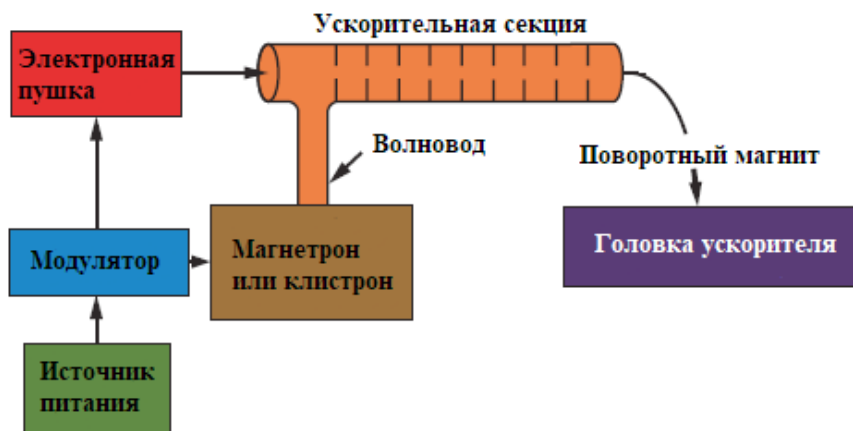 Ускорительная секция
Электронная
пушка
Волновод
Поворотный магнит
Модулятор
Магнетрон
или клистрон
Головка ускорителя
Источник
питания